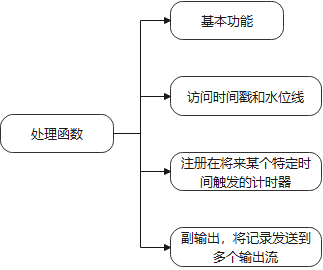 处理函数
基本功能
访问时间戳和水位线
注册在将来某个特定时
间触发的计时器
副输出，将记录发送到
多个输出流